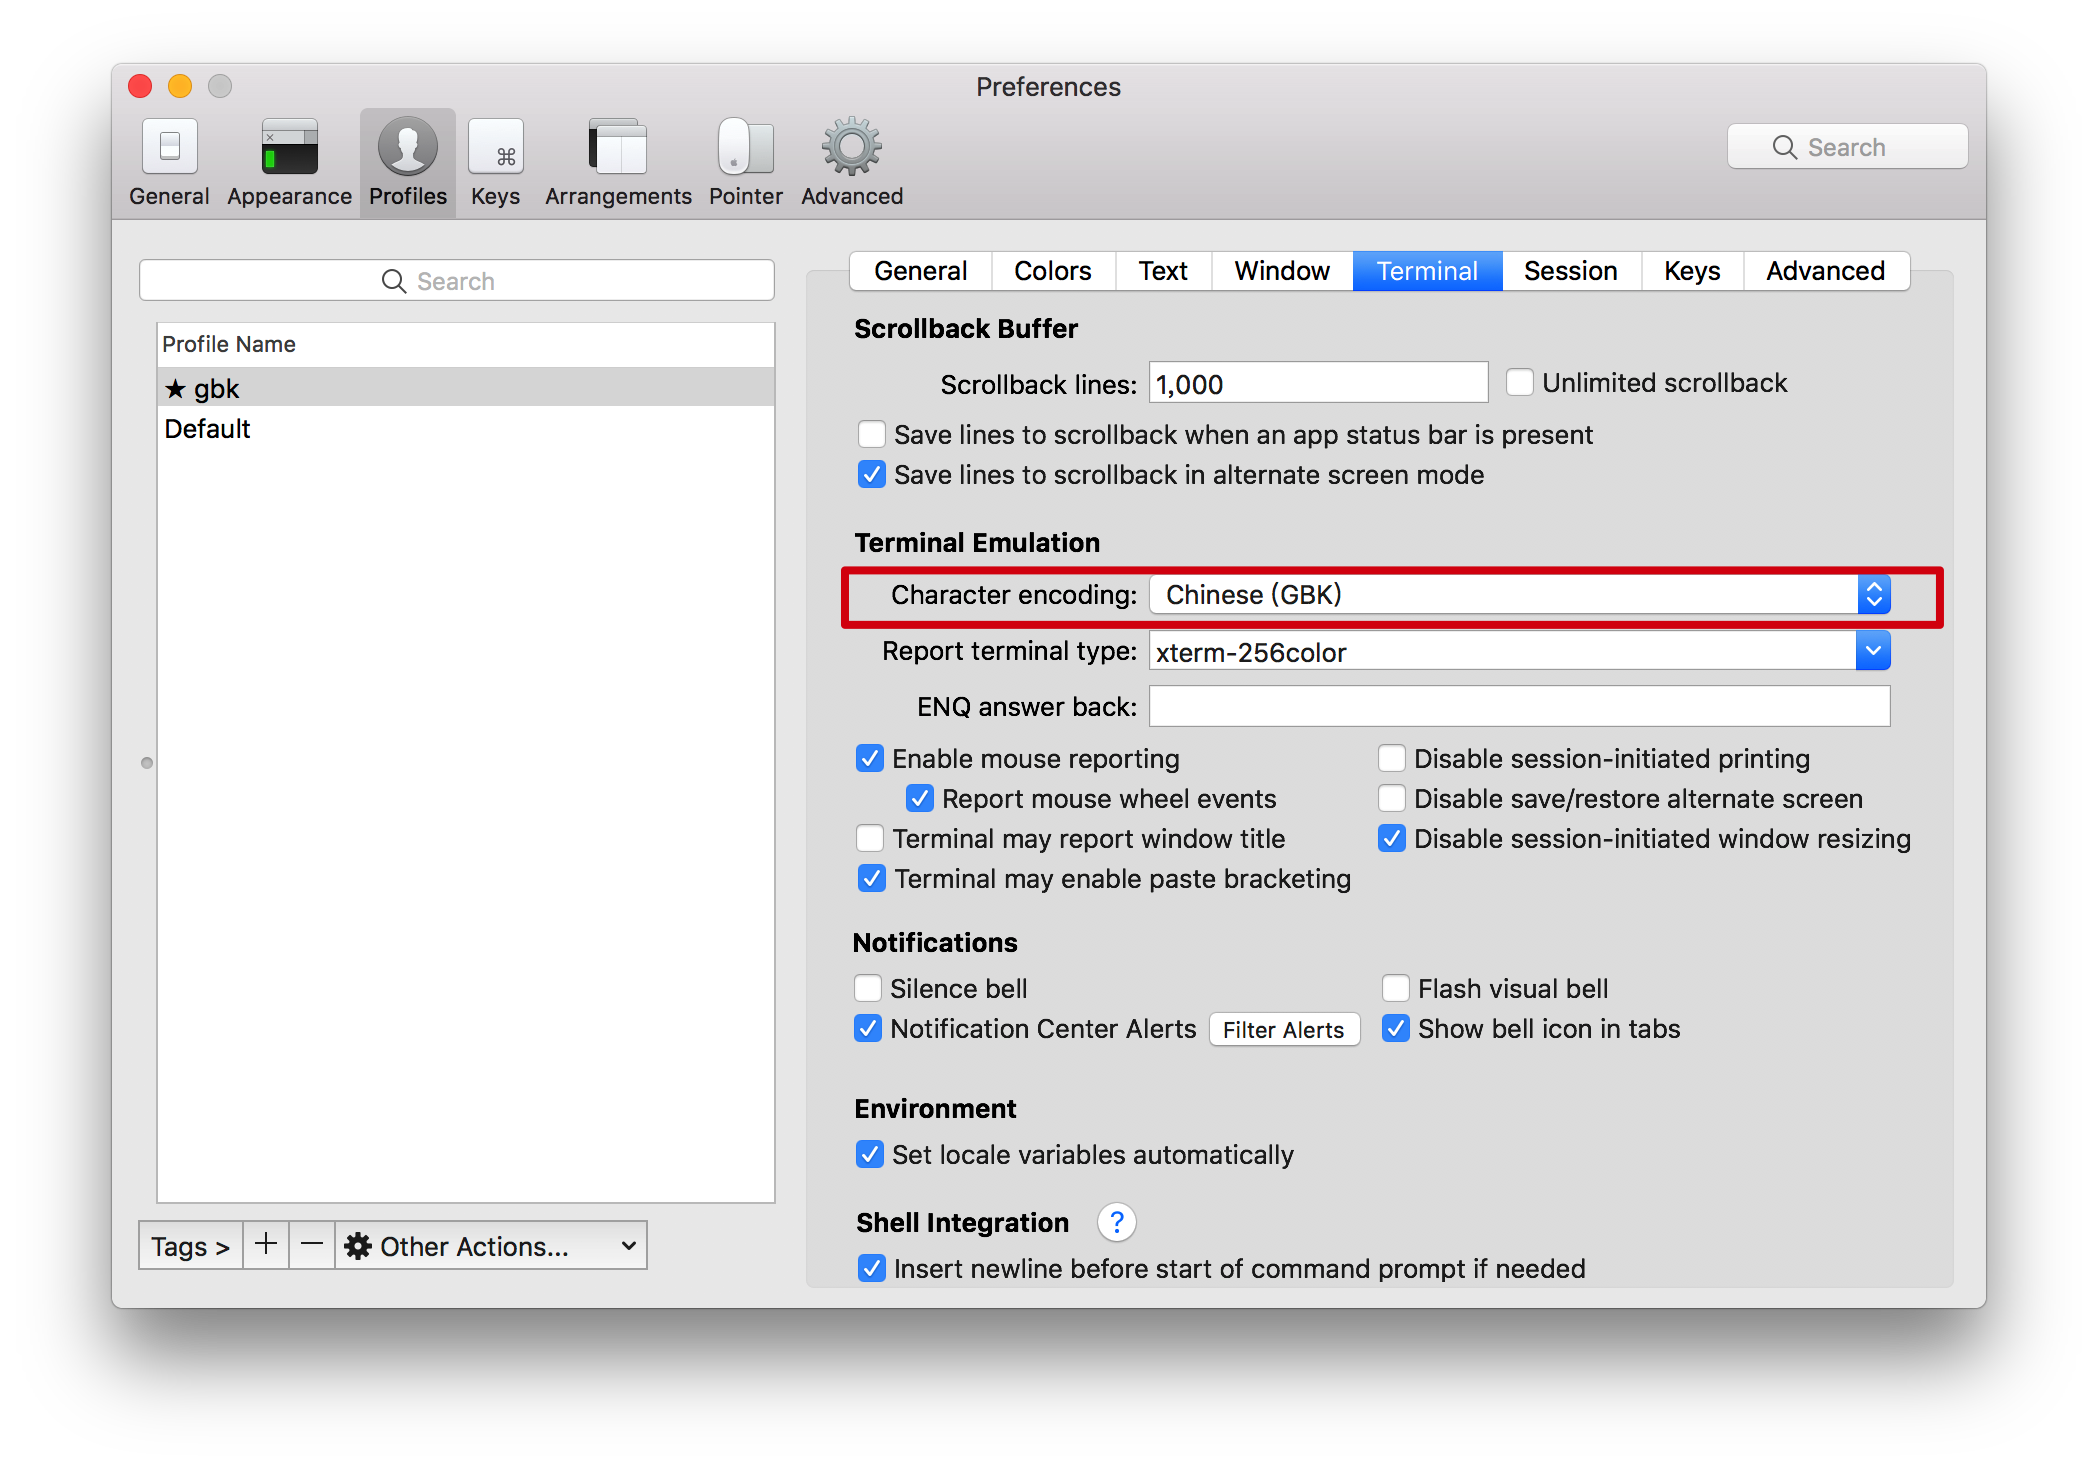 Preferences
General Appearance Profiles Keys Arrangements Pointer Advanced
Search
Search
Profile Name
★ gbk
Default
Tags > + — Other Actions...
General Colors Text Window Terminal Session Keys Advanced
Scrollback Buffer
Scrollback lines: 1,000 Unlimited scrollback
Save lines to scrollback when an app status bar is present
Save lines to scrollback in alternate screen mode
Terminal Emulation
Character encoding: Chinese (GBK)
Report terminal type: xterm-256color
ENQ answer back:
Enable mouse reporting Disable session-initiated printing
Report mouse wheel events Disable save/restore alternate screen
Terminal may report window title Disable session-initiated window resizing
Terminal may enable paste bracketing
Notifications
Silence bell Flash visual bell
Notification Center Alerts Filter Alerts Show bell icon in tabs
Environment
Set locale variables automatically
Shell Integration ?
Insert newline before start of command prompt if needed